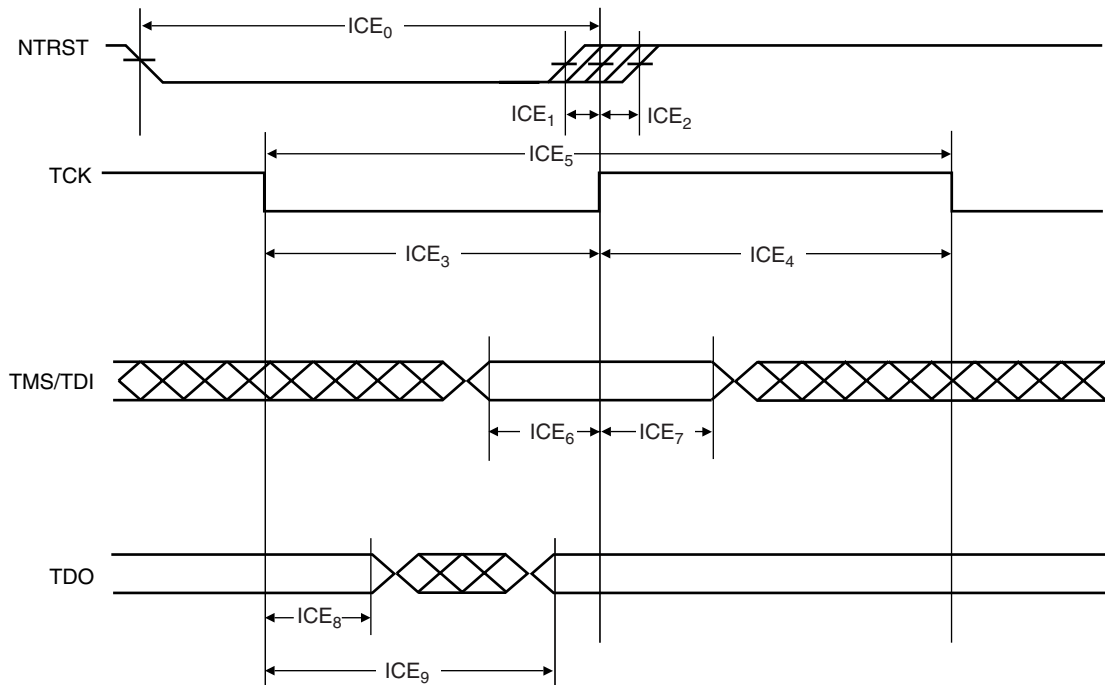 ICE₀
NTRST
ICE₁ ICE₂
ICE₅
TCK
ICE₃ ICE₄
TMS/TDI
ICE₆ ICE₇
TDO
ICE₈
ICE₉